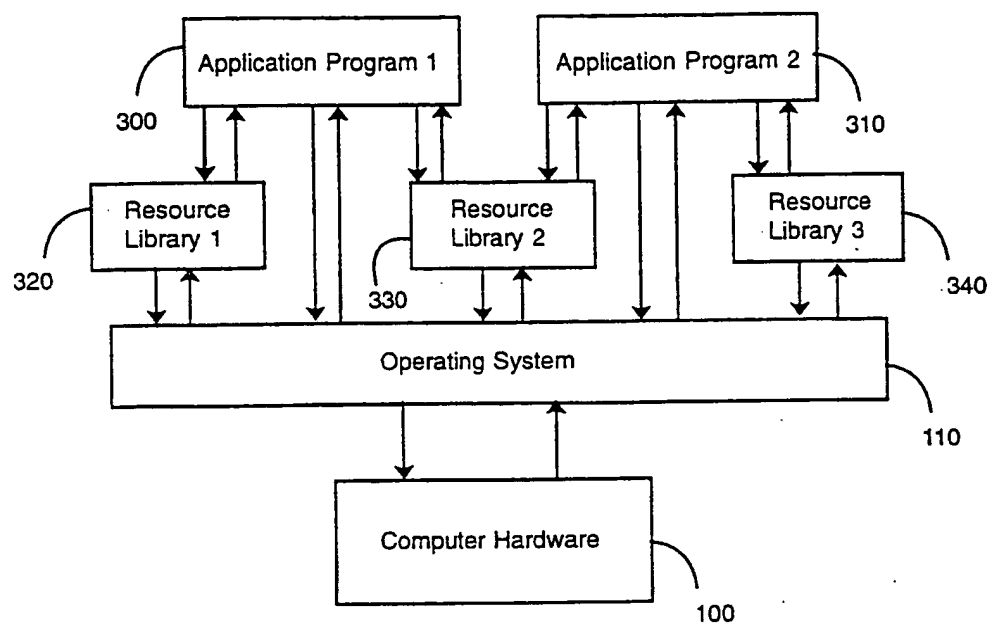 Application Program 1
Application Program 2
300
310
Resource
Library 1
Resource
Library 2
Resource
Library 3
320
330
340
Operating System
110
Computer Hardware
100